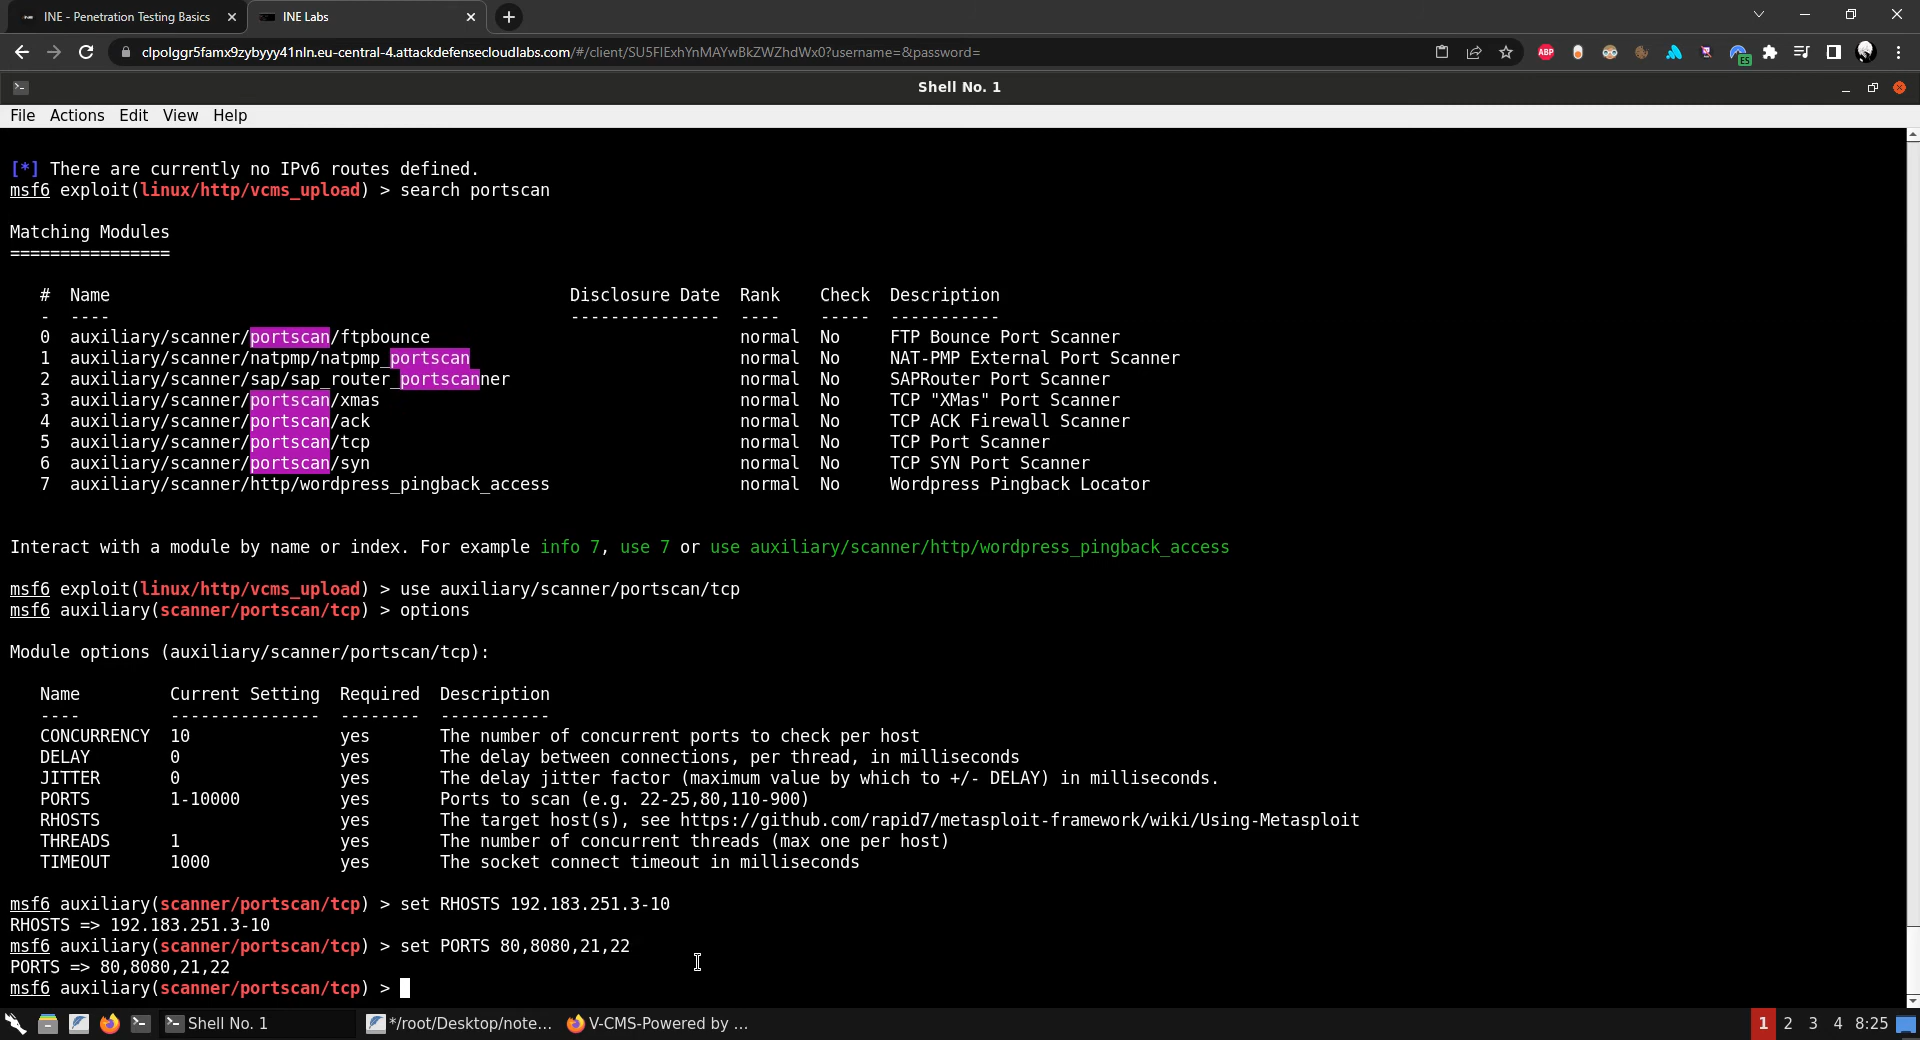 INE - Penetration Testing Basics
INE Labs
clpolggr5famx9zybyyy41nln.eu-central-4.attackdefensecloudlabs.com/#/client/SU5FIExhYnMAYwBkZWZhdWx0?username=&password=
ABP
ES
Shell No. 1
File Actions Edit View Help
[*] There are currently no IPv6 routes defined.
msf6 exploit(linux/http/vcms_upload) > search portscan
Matching Modules
================
# Name Disclosure Date Rank Check Description
- ---- --------------- ---- ----- -----------
0 auxiliary/scanner/portscan/ftpbounce normal No FTP Bounce Port Scanner
1 auxiliary/scanner/natpmp/natpmp_portscan normal No NAT-PMP External Port Scanner
2 auxiliary/scanner/sap/sap_router_portscanner normal No SAPRouter Port Scanner
3 auxiliary/scanner/portscan/xmas normal No TCP "XMas" Port Scanner
4 auxiliary/scanner/portscan/ack normal No TCP ACK Firewall Scanner
5 auxiliary/scanner/portscan/tcp normal No TCP Port Scanner
6 auxiliary/scanner/portscan/syn normal No TCP SYN Port Scanner
7 auxiliary/scanner/http/wordpress_pingback_access normal No Wordpress Pingback Locator
Interact with a module by name or index. For example info 7, use 7 or use auxiliary/scanner/http/wordpress_pingback_access
msf6 exploit(linux/http/vcms_upload) > use auxiliary/scanner/portscan/tcp
msf6 auxiliary(scanner/portscan/tcp) > options
Module options (auxiliary/scanner/portscan/tcp):
Name Current Setting Required Description
---- --------------- -------- -----------
CONCURRENCY 10 yes The number of concurrent ports to check per host
DELAY 0 yes The delay between connections, per thread, in milliseconds
JITTER 0 yes The delay jitter factor (maximum value by which to +/- DELAY) in milliseconds.
PORTS 1-10000 yes Ports to scan (e.g. 22-25,80,110-900)
RHOSTS yes The target host(s), see https://github.com/rapid7/metasploit-framework/wiki/Using-Metasploit
THREADS 1 yes The number of concurrent threads (max one per host)
TIMEOUT 1000 yes The socket connect timeout in milliseconds
msf6 auxiliary(scanner/portscan/tcp) > set RHOSTS 192.183.251.3-10
RHOSTS => 192.183.251.3-10
msf6 auxiliary(scanner/portscan/tcp) > set PORTS 80,8080,21,22
PORTS => 80,8080,21,22
msf6 auxiliary(scanner/portscan/tcp) >
Shell No. 1 */root/Desktop/note... V-CMS-Powered by ... 1 2 3 4 8:25